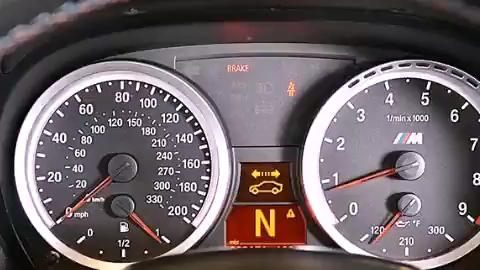 BRAKE
20 40 60 80 100 120 140 160 180 200
20 40 60 80 100 120 150 180 210 240 270 300 330
mph
km/h
0 1/2 1
N
mls
0 1 2 3 4 5 6 7 8 9
1/min x 1000
M
120 210 300
°F